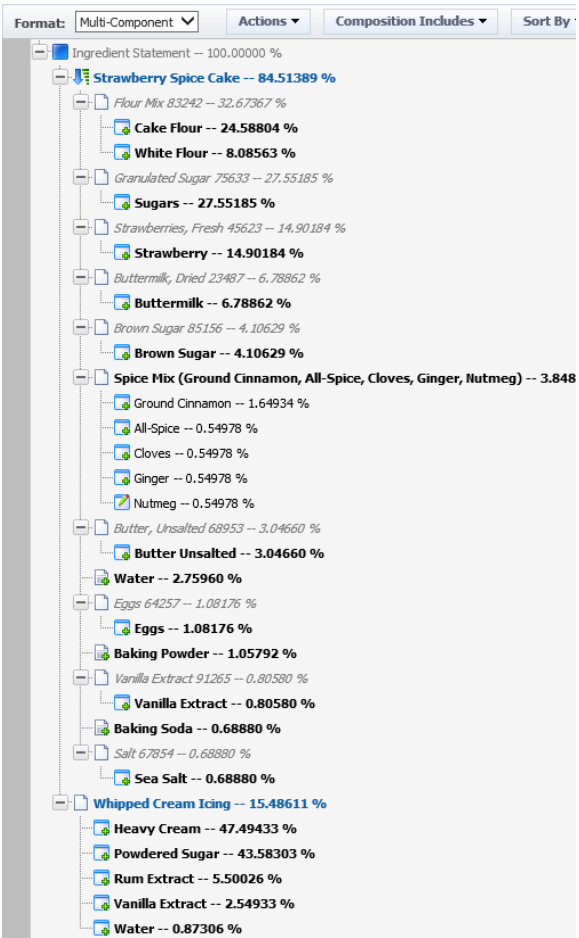 Format: Multi-Component Actions Composition Includes Sort By
Ingredient Statement -- 100.00000 %
Strawberry Spice Cake -- 84.51389 %
Flour Mix 83242 -- 32.67367 %
Cake Flour -- 24.58804 %
White Flour -- 8.08563 %
Granulated Sugar 75633 -- 27.55185 %
Sugars -- 27.55185 %
Strawberries, Fresh 45623 -- 14.90184 %
Strawberry -- 14.90184 %
Buttermilk, Dried 23487 -- 6.78862 %
Buttermilk -- 6.78862 %
Brown Sugar 85156 -- 4.10629 %
Brown Sugar -- 4.10629 %
Spice Mix (Ground Cinnamon, All-Spice, Cloves, Ginger, Nutmeg) -- 3.848
Ground Cinnamon -- 1.64934 %
All-Spice -- 0.54978 %
Cloves -- 0.54978 %
Ginger -- 0.54978 %
Nutmeg -- 0.54978 %
Butter, Unsalted 68953 -- 3.04660 %
Butter Unsalted -- 3.04660 %
Water -- 2.75960 %
Eggs 64257 -- 1.08176 %
Eggs -- 1.08176 %
Baking Powder -- 1.05792 %
Vanilla Extract 91265 -- 0.80580 %
Vanilla Extract -- 0.80580 %
Baking Soda -- 0.68880 %
Salt 67854 -- 0.68880 %
Sea Salt -- 0.68880 %
Whipped Cream Icing -- 15.48611 %
Heavy Cream -- 47.49433 %
Powdered Sugar -- 43.58303 %
Rum Extract -- 5.50026 %
Vanilla Extract -- 2.54933 %
Water -- 0.87306 %